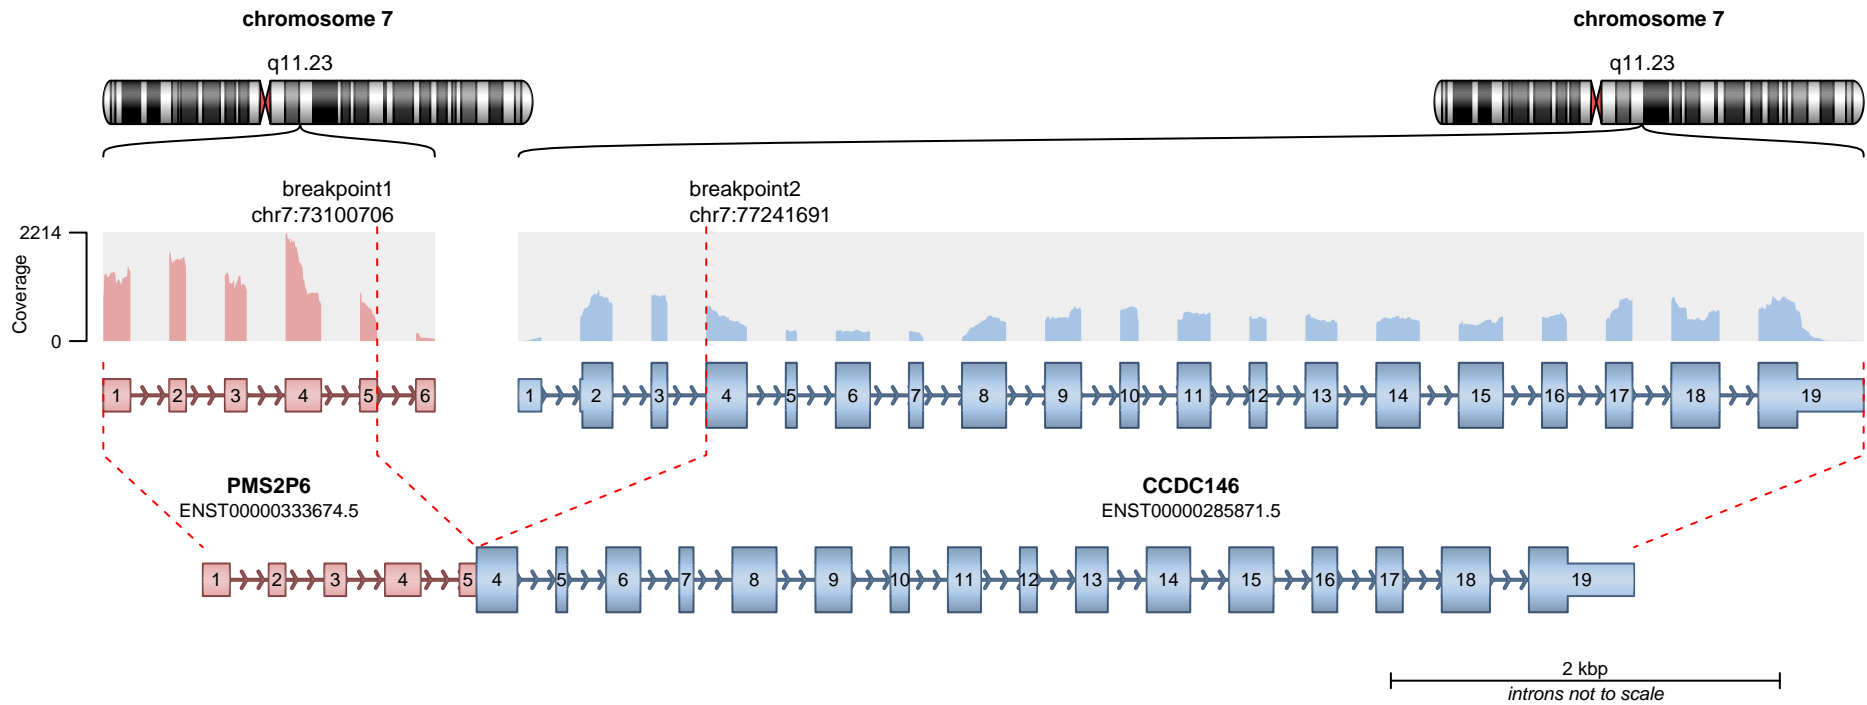 chromosome 7
chromosome 7
q11.23
q11.23
breakpoint1
chr7:73100706
breakpoint2
chr7:77241691
2214
Coverage
0
1 2 3 4 5 6
1 2 3 4 5 6 7 8 9 10 11 12 13 14 15 16 17 18 19
PMS2P6
ENST00000333674.5
CCDC146
ENST00000285871.5
1 2 3 4 5 4 5 6 7 8 9 10 11 12 13 14 15 16 17 18 19
2 kbp
introns not to scale